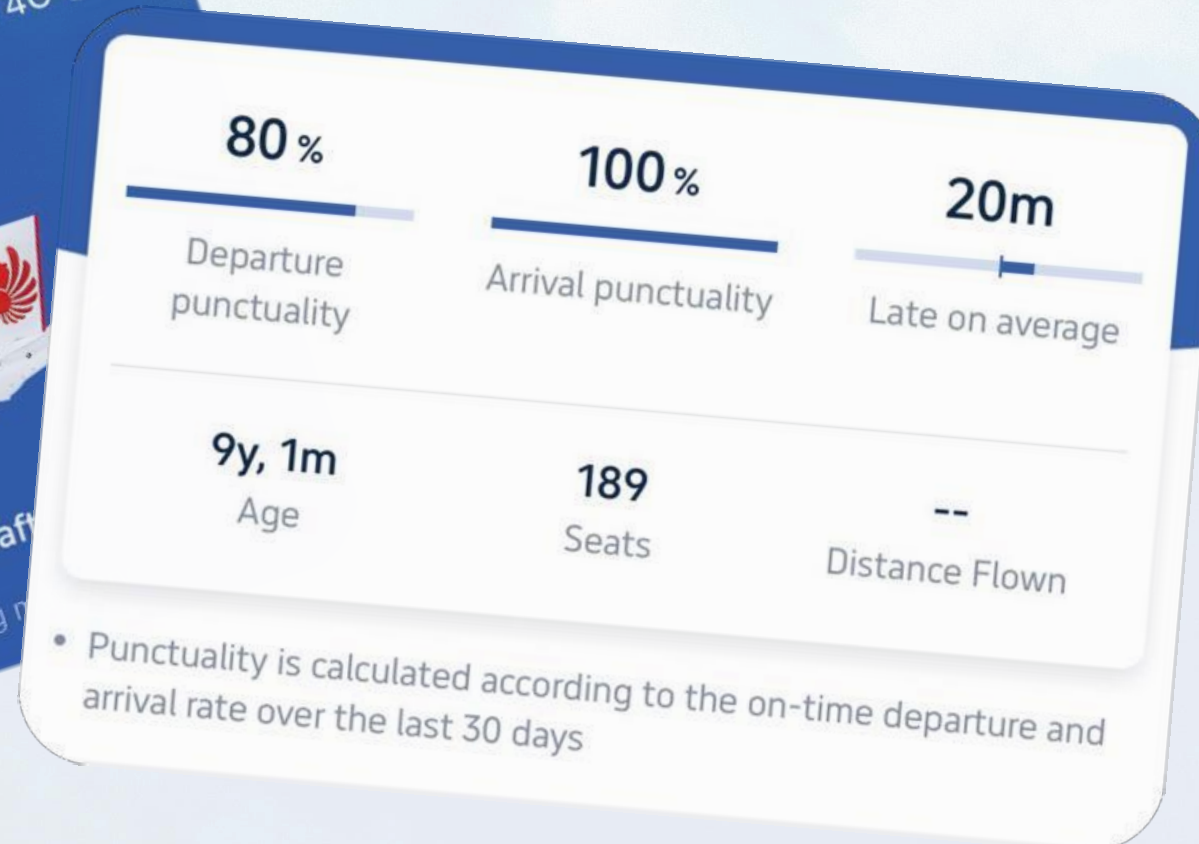 80 %
100 %
20m
Departure
punctuality
Arrival punctuality
Late on average
9y, 1m
189
--
Age
Seats
Distance Flown
• Punctuality is calculated according to the on-time departure and
arrival rate over the last 30 days